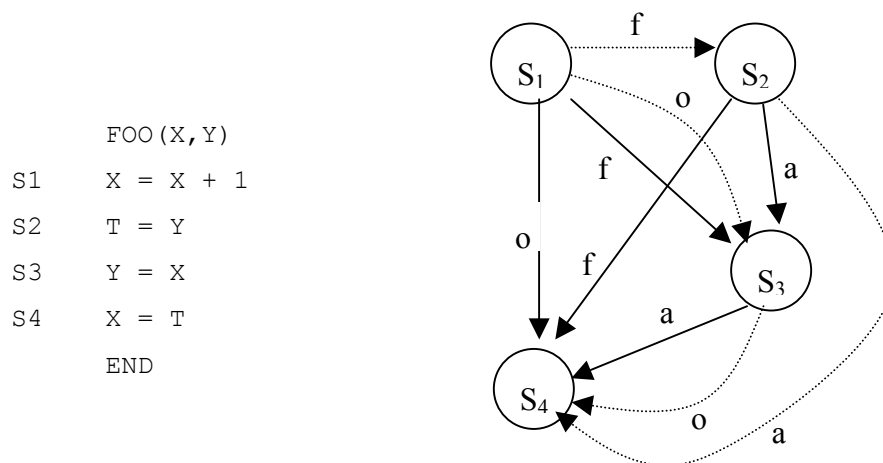 FOO(X,Y)
S1 X = X + 1
S2 T = Y
S3 Y = X
S4 X = T
END
f
S1 S2
o
f a
o
f
S3
a
S4
o
a